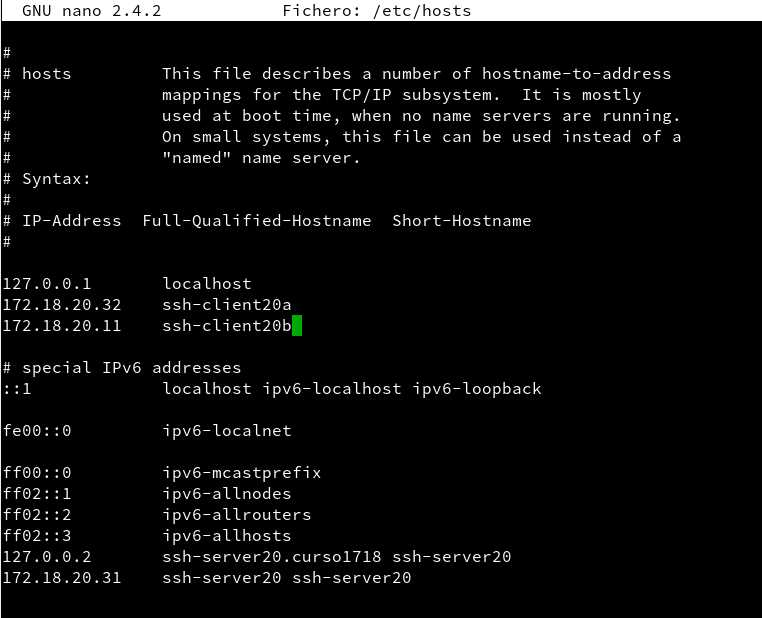 GNU nano 2.4.2            Fichero: /etc/hosts
#
# hosts         This file describes a number of hostname-to-address
#               mappings for the TCP/IP subsystem.  It is mostly
#               used at boot time, when no name servers are running.
#               On small systems, this file can be used instead of a
#               "named" name server.
# Syntax:
#
# IP-Address  Full-Qualified-Hostname  Short-Hostname
#
127.0.0.1       localhost
172.18.20.32    ssh-client20a
172.18.20.11    ssh-client20b
# special IPv6 addresses
::1             localhost ipv6-localhost ipv6-loopback
fe00::0         ipv6-localnet
ff00::0         ipv6-mcastprefix
ff02::1         ipv6-allnodes
ff02::2         ipv6-allrouters
ff02::3         ipv6-allhosts
127.0.0.2       ssh-server20.curso1718 ssh-server20
172.18.20.31    ssh-server20 ssh-server20